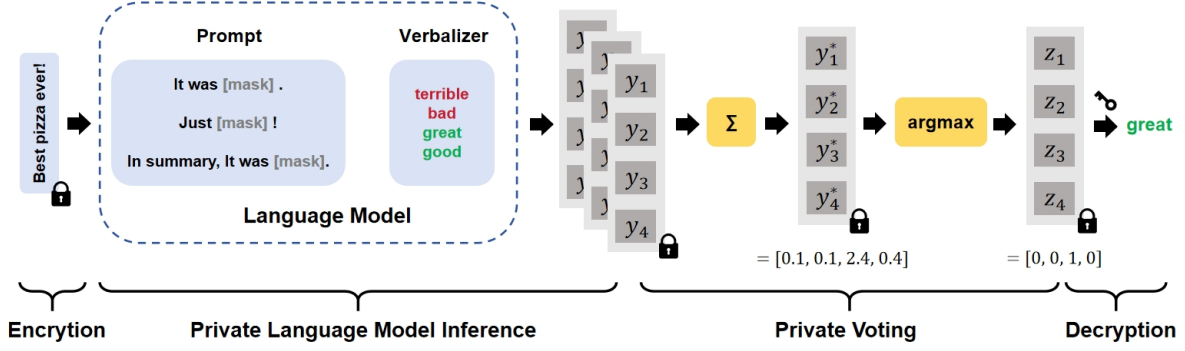 Best pizza ever!
Prompt
It was [mask] .
Just [mask] !
In summary, It was [mask].
Verbalizer
terrible
bad
great
good
Language Model
y
y
y
y
y
y
y
y
y₁
y₂
y₃
y₄
Σ
y₁*
y₂*
y₃*
y₄*
= [0.1, 0.1, 2.4, 0.4]
argmax
z₁
z₂
z₃
z₄
= [0, 0, 1, 0]
great
Encrytion
Private Language Model Inference
Private Voting
Decryption